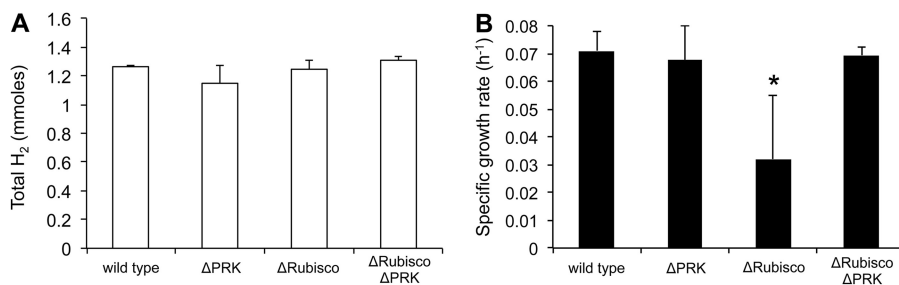 A
Total H2 (mmoles)
1.6
1.4
1.2
1
0.8
0.6
0.4
0.2
0
wild type
ΔPRK
ΔRubisco
ΔRubisco
ΔPRK
B
Specific growth rate (h-1)
0.08
0.07
0.06
0.05
0.04
0.03
0.02
0.01
0
*
wild type
ΔPRK
ΔRubisco
ΔRubisco
ΔPRK